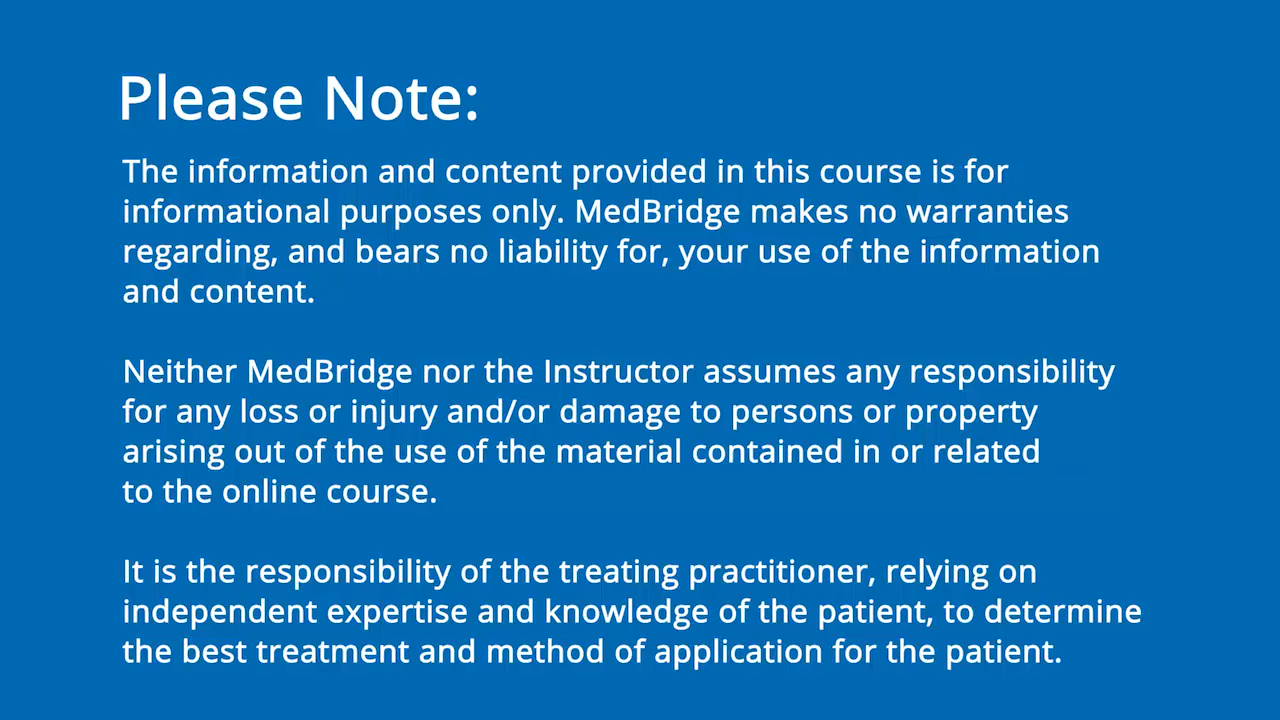 Please Note:
The information and content provided in this course is for
informational purposes only. MedBridge makes no warranties
regarding, and bears no liability for, your use of the information
and content.
Neither MedBridge nor the Instructor assumes any responsibility
for any loss or injury and/or damage to persons or property
arising out of the use of the material contained in or related
to the online course.
It is the responsibility of the treating practitioner, relying on
independent expertise and knowledge of the patient, to determine
the best treatment and method of application for the patient.